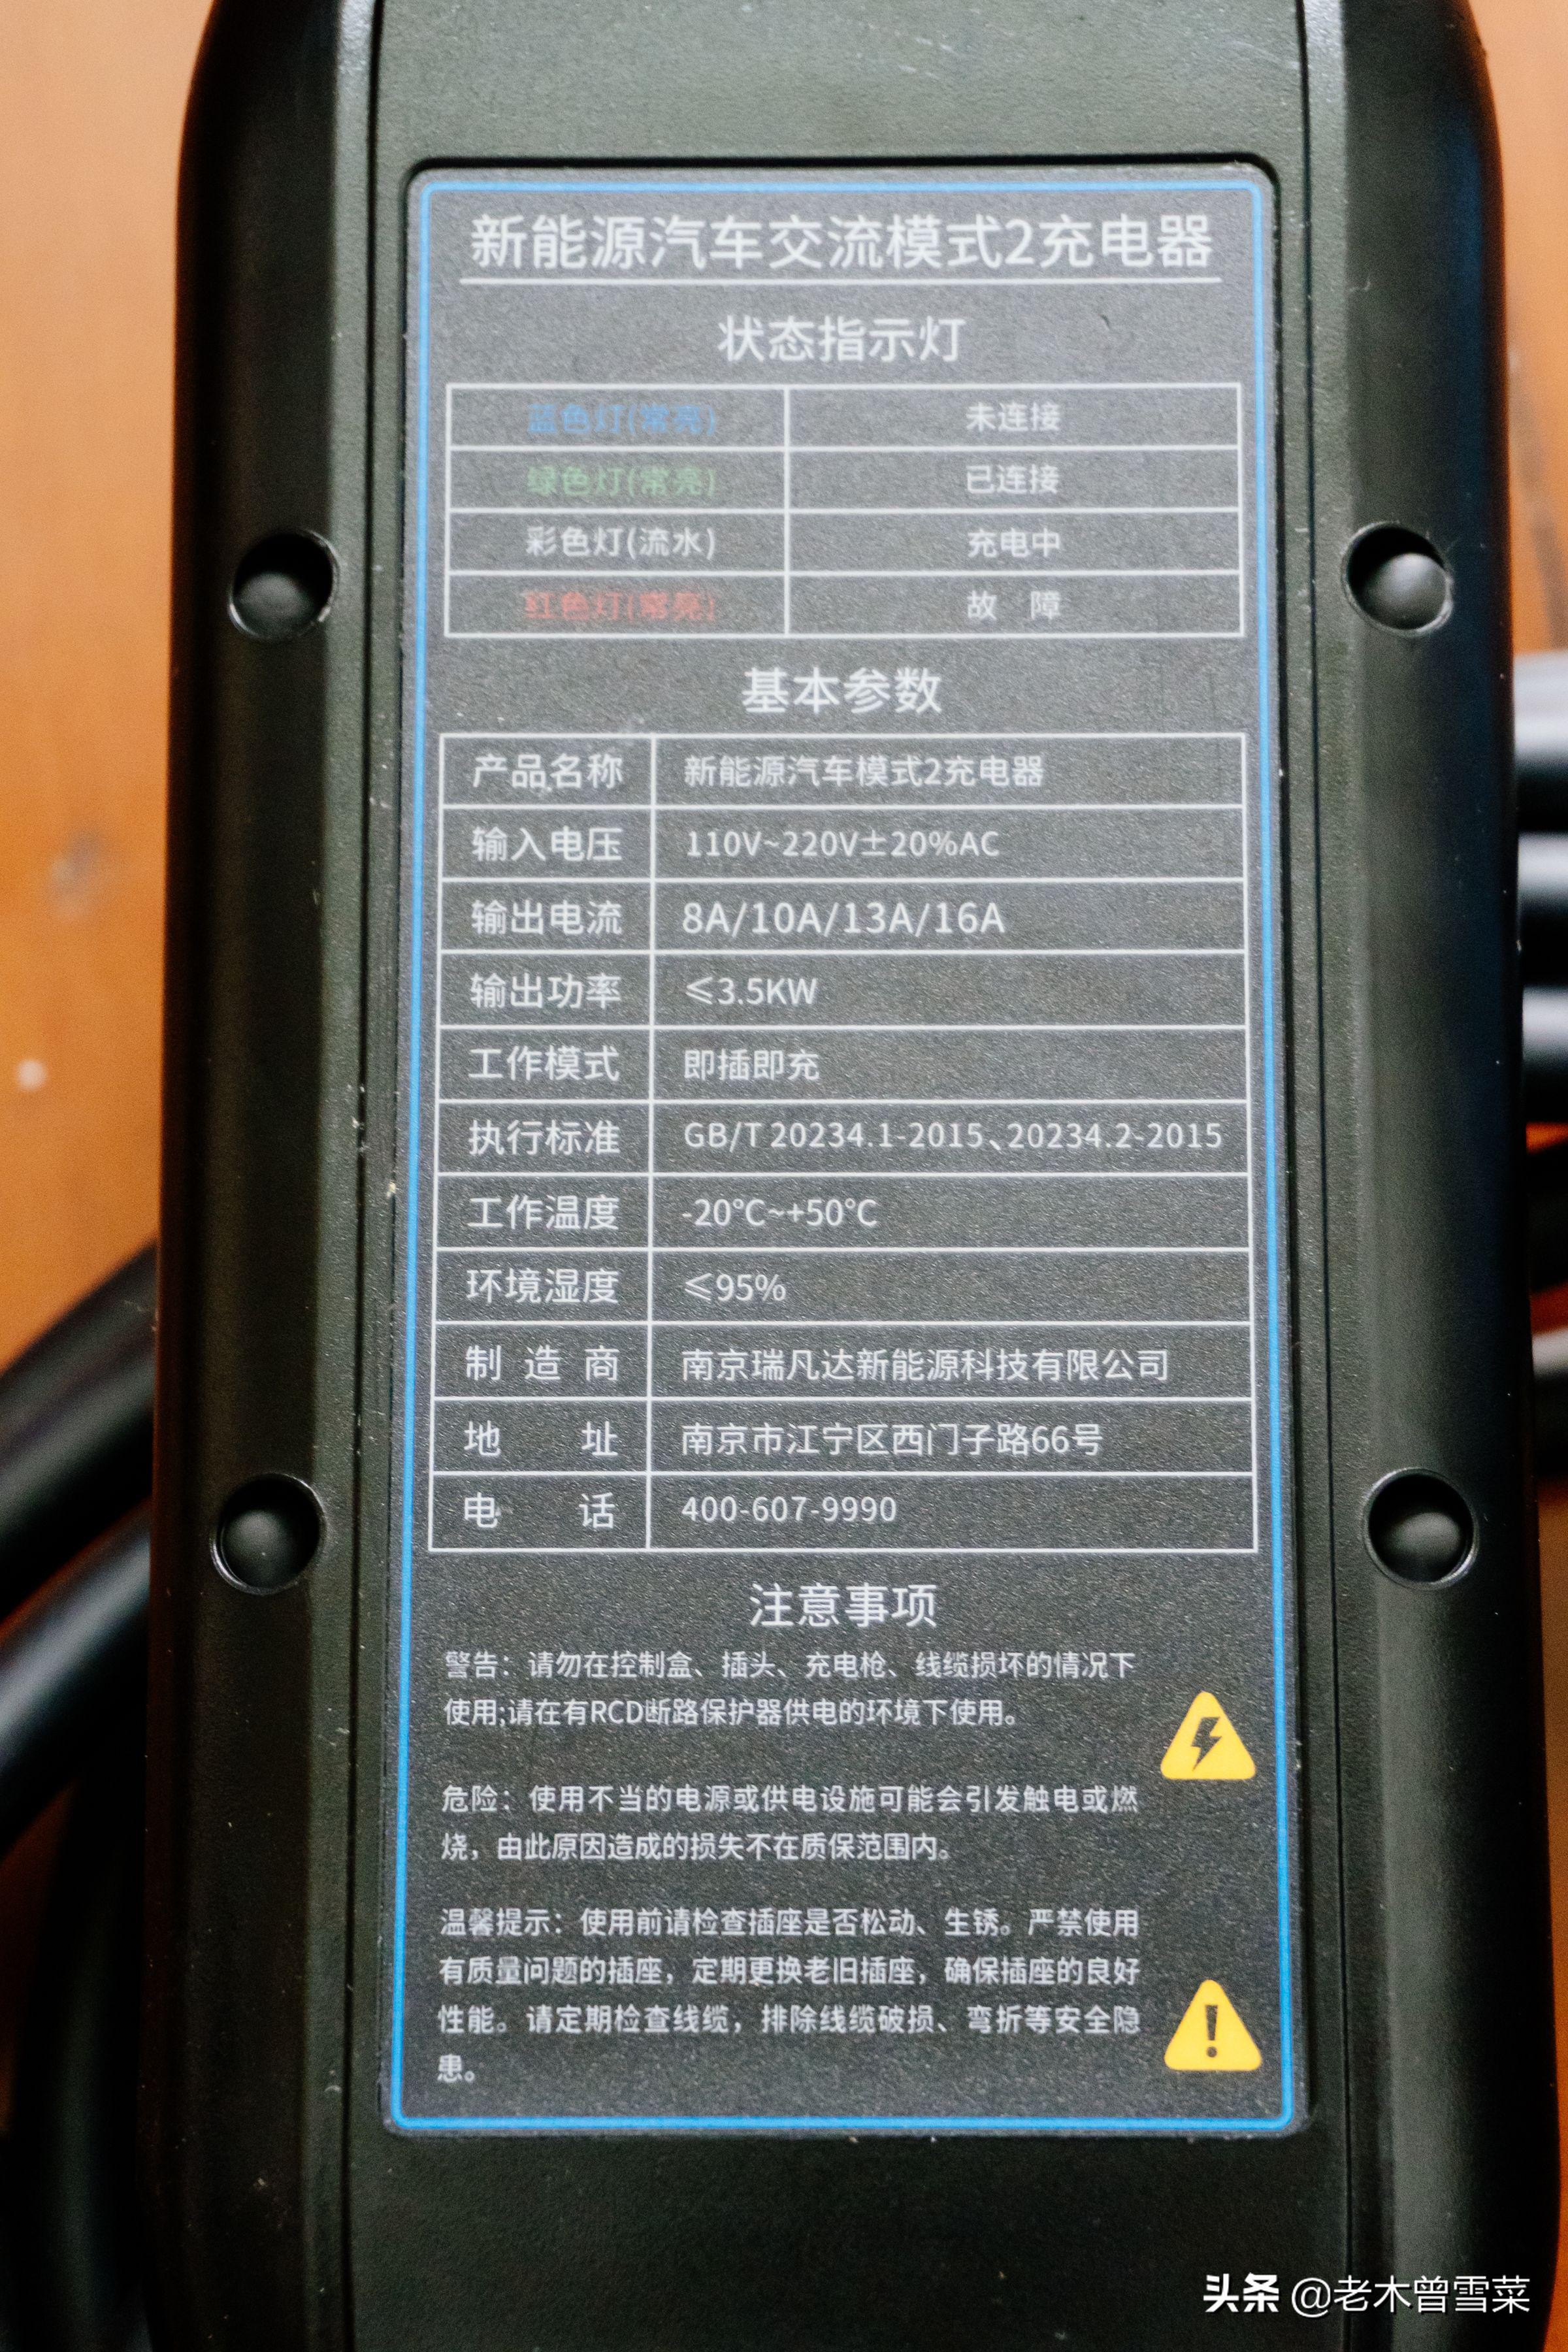 新能源汽车交流模式2充电器
状态指示灯
蓝色灯(常亮) 未连接
绿色灯(常亮) 已连接
彩色灯(流水) 充电中
红色灯(常亮) 故 障
基本参数
产品名称 新能源汽车模式2充电器
输入电压 110V~220V±20%AC
输出电流 8A/10A/13A/16A
输出功率 ≤3.5KW
工作模式 即插即充
执行标准 GB/T 20234.1-2015、20234.2-2015
工作温度 -20℃~+50℃
环境湿度 ≤95%
制 造 商 南京瑞凡达新能源科技有限公司
地 址 南京市江宁区西门子路66号
电 话 400-607-9990
注意事项
警告：请勿在控制盒、插头、充电枪、线缆损坏的情况下
使用;请在有RCD断路保护器供电的环境下使用。
危险：使用不当的电源或供电设施可能会引发触电或燃
烧，由此原因造成的损失不在质保范围内。
温馨提示：使用前请检查插座是否松动、生锈。严禁使用
有质量问题的插座，定期更换老旧插座，确保插座的良好
性能。请定期检查线缆，排除线缆破损、弯折等安全隐
患。
头条 @老木曾雪菜